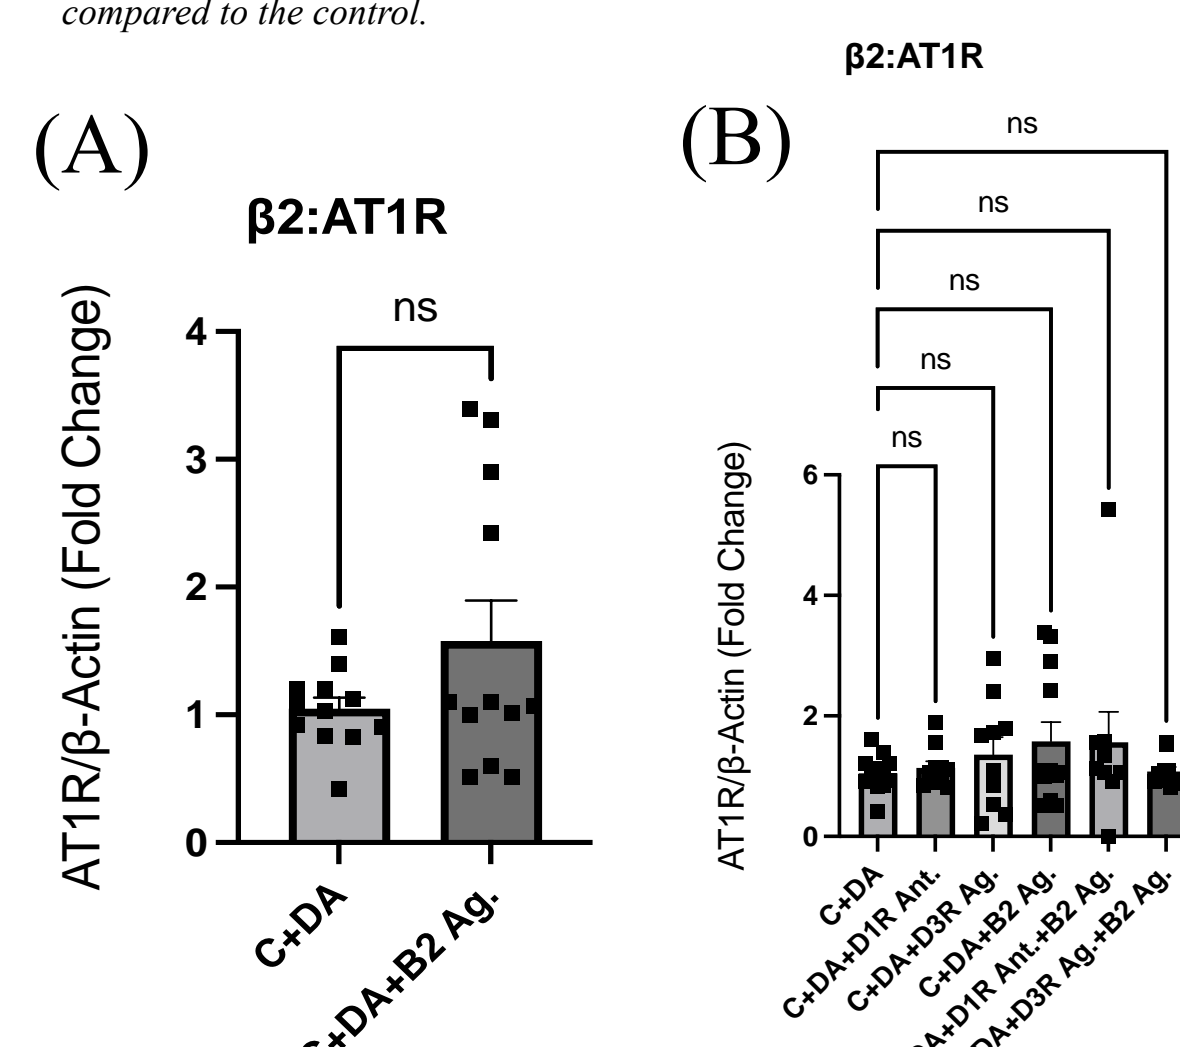 compared to the control.
(A)
β2:AT1R
ns
AT1R/β-Actin (Fold Change)
4
3
2
1
0
C+DA
C+DA+B2 Ag.
(B)
β2:AT1R
ns
ns
ns
ns
ns
AT1R/β-Actin (Fold Change)
6
4
2
0
C+DA
C+DA+D1R Ant.
C+DA+D3R Ag.
C+DA+B2 Ag.
DA+D1R Ant.+B2 Ag.
DA+D3R Ag.+B2 Ag.